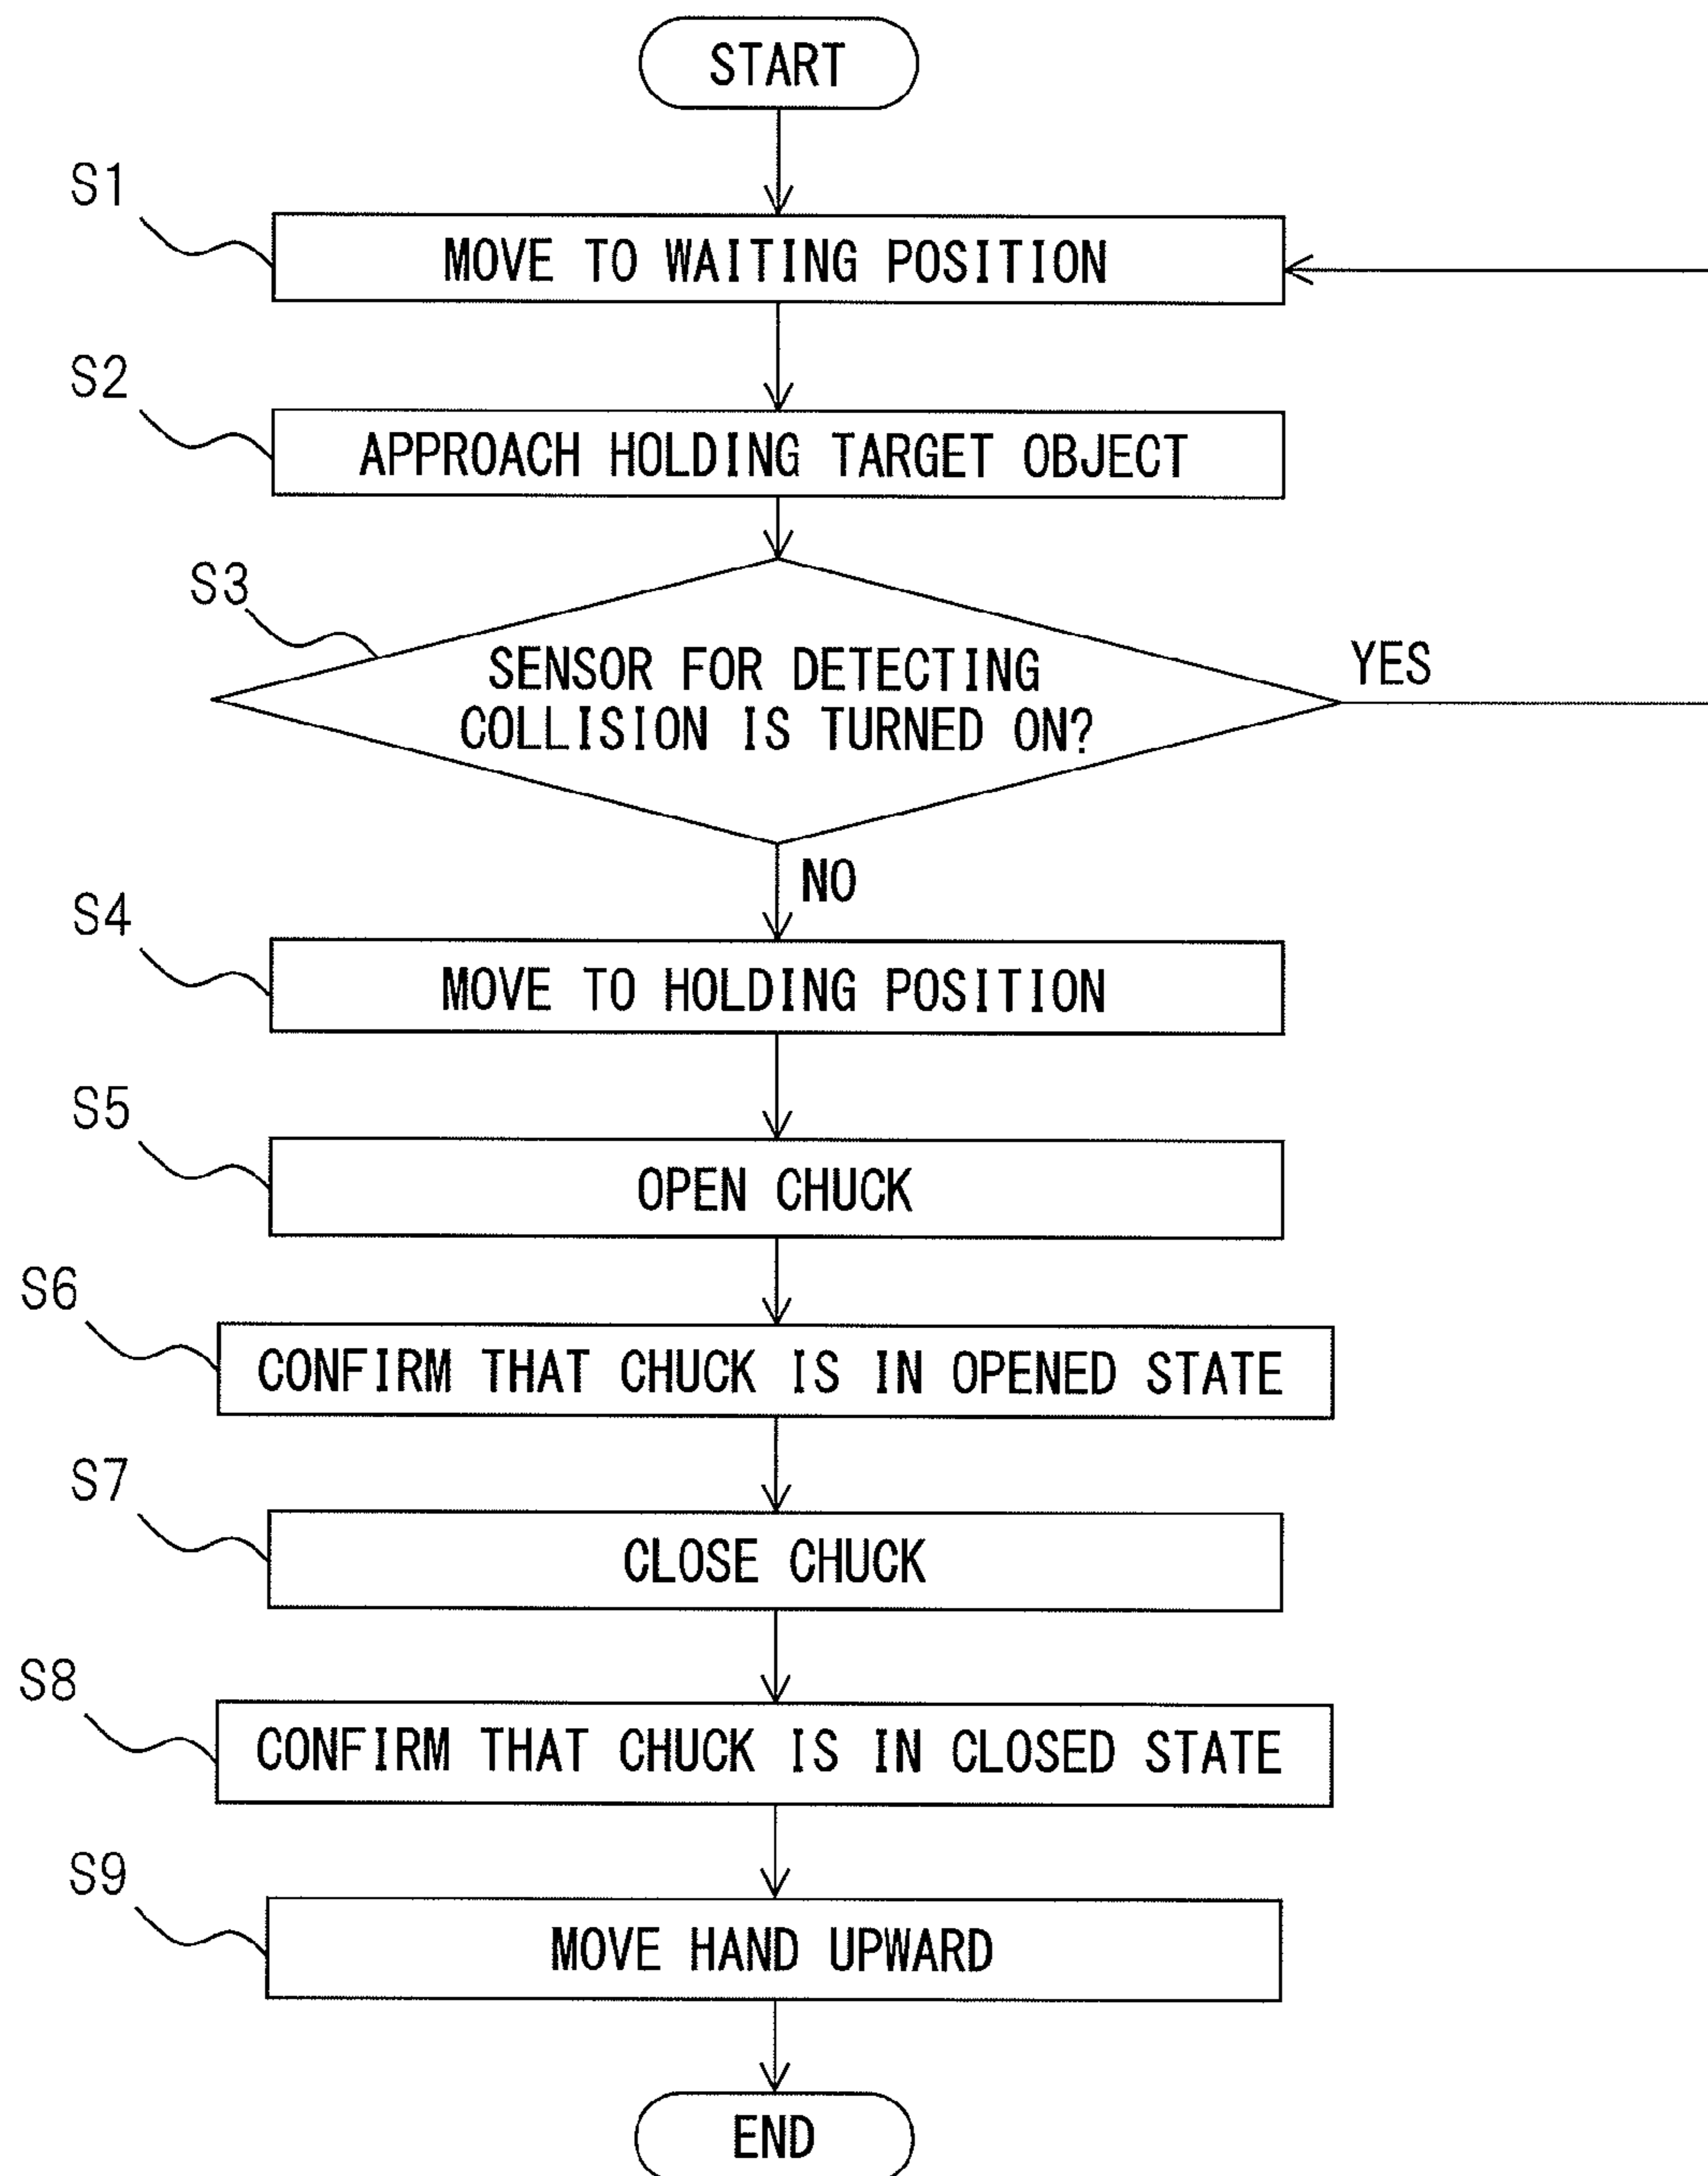 START
S1
MOVE TO WAITING POSITION
S2
APPROACH HOLDING TARGET OBJECT
S3
SENSOR FOR DETECTING
COLLISION IS TURNED ON?
YES
NO
S4
MOVE TO HOLDING POSITION
S5
OPEN CHUCK
S6
CONFIRM THAT CHUCK IS IN OPENED STATE
S7
CLOSE CHUCK
S8
CONFIRM THAT CHUCK IS IN CLOSED STATE
S9
MOVE HAND UPWARD
END